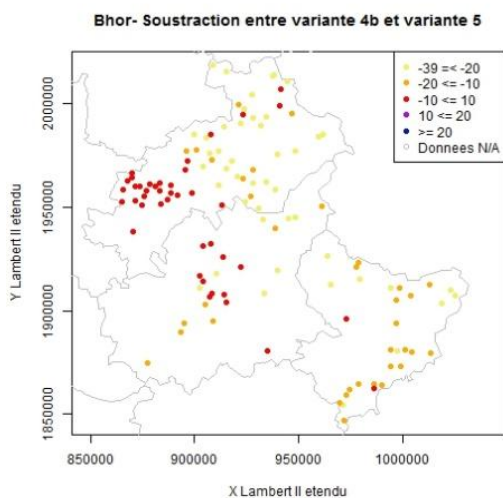 Bhor- Soustraction entre variante 4b et variante 5
-39 =< -20
-20 <= -10
-10 <= 10
10 <= 20
>= 20
Donnees N/A
Y Lambert II etendu
2000000
1950000
1900000
1850000
850000 900000 950000 1000000
X Lambert II etendu